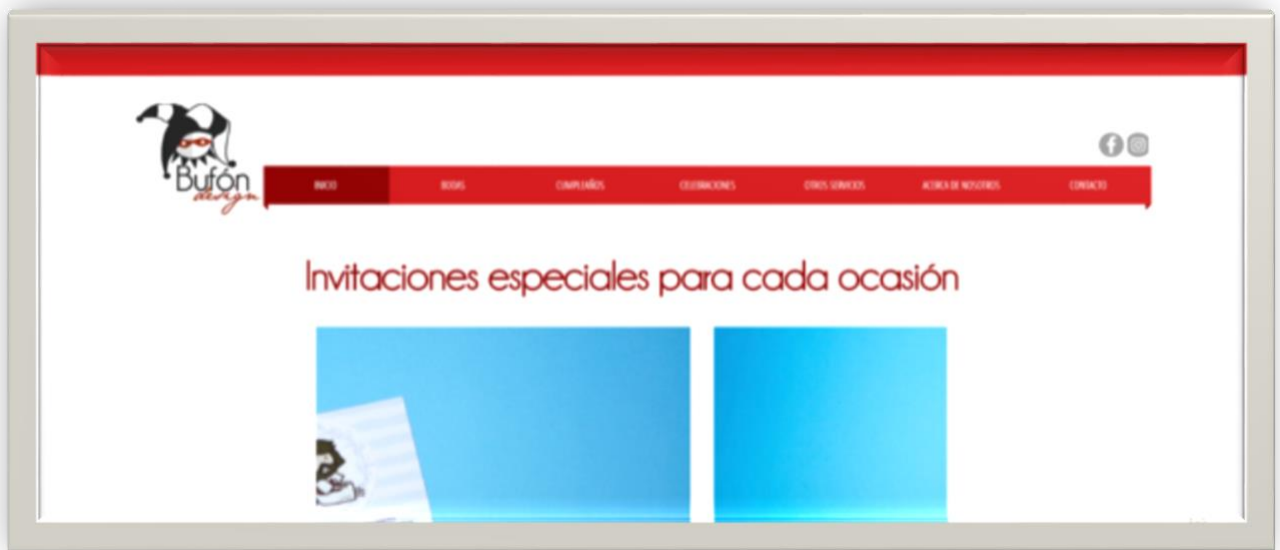 Bufón
design
INICIO
BODAS
CUMPLEAÑOS
CELEBRACIONES
OTROS SERVICIOS
ACERCA DE NOSOTROS
CONTACTO
Invitaciones especiales para cada ocasión